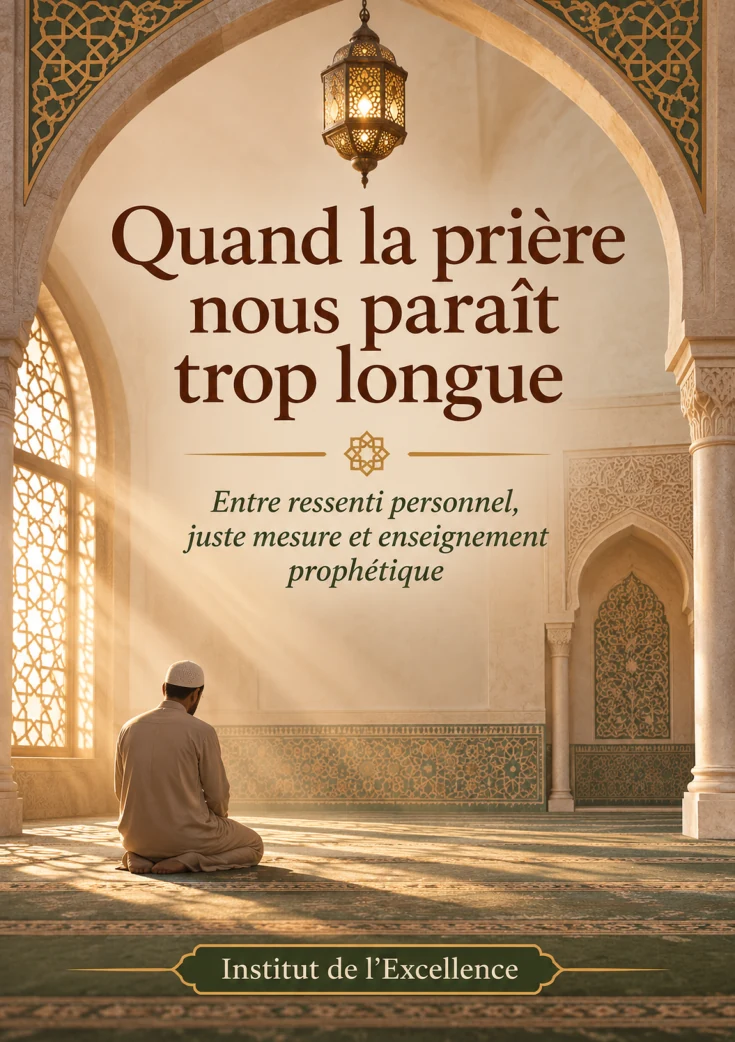 Quand la prière
nous paraît
trop longue
Entre ressenti personnel,
juste mesure et enseignement
prophétique
Institut de l’Excellence